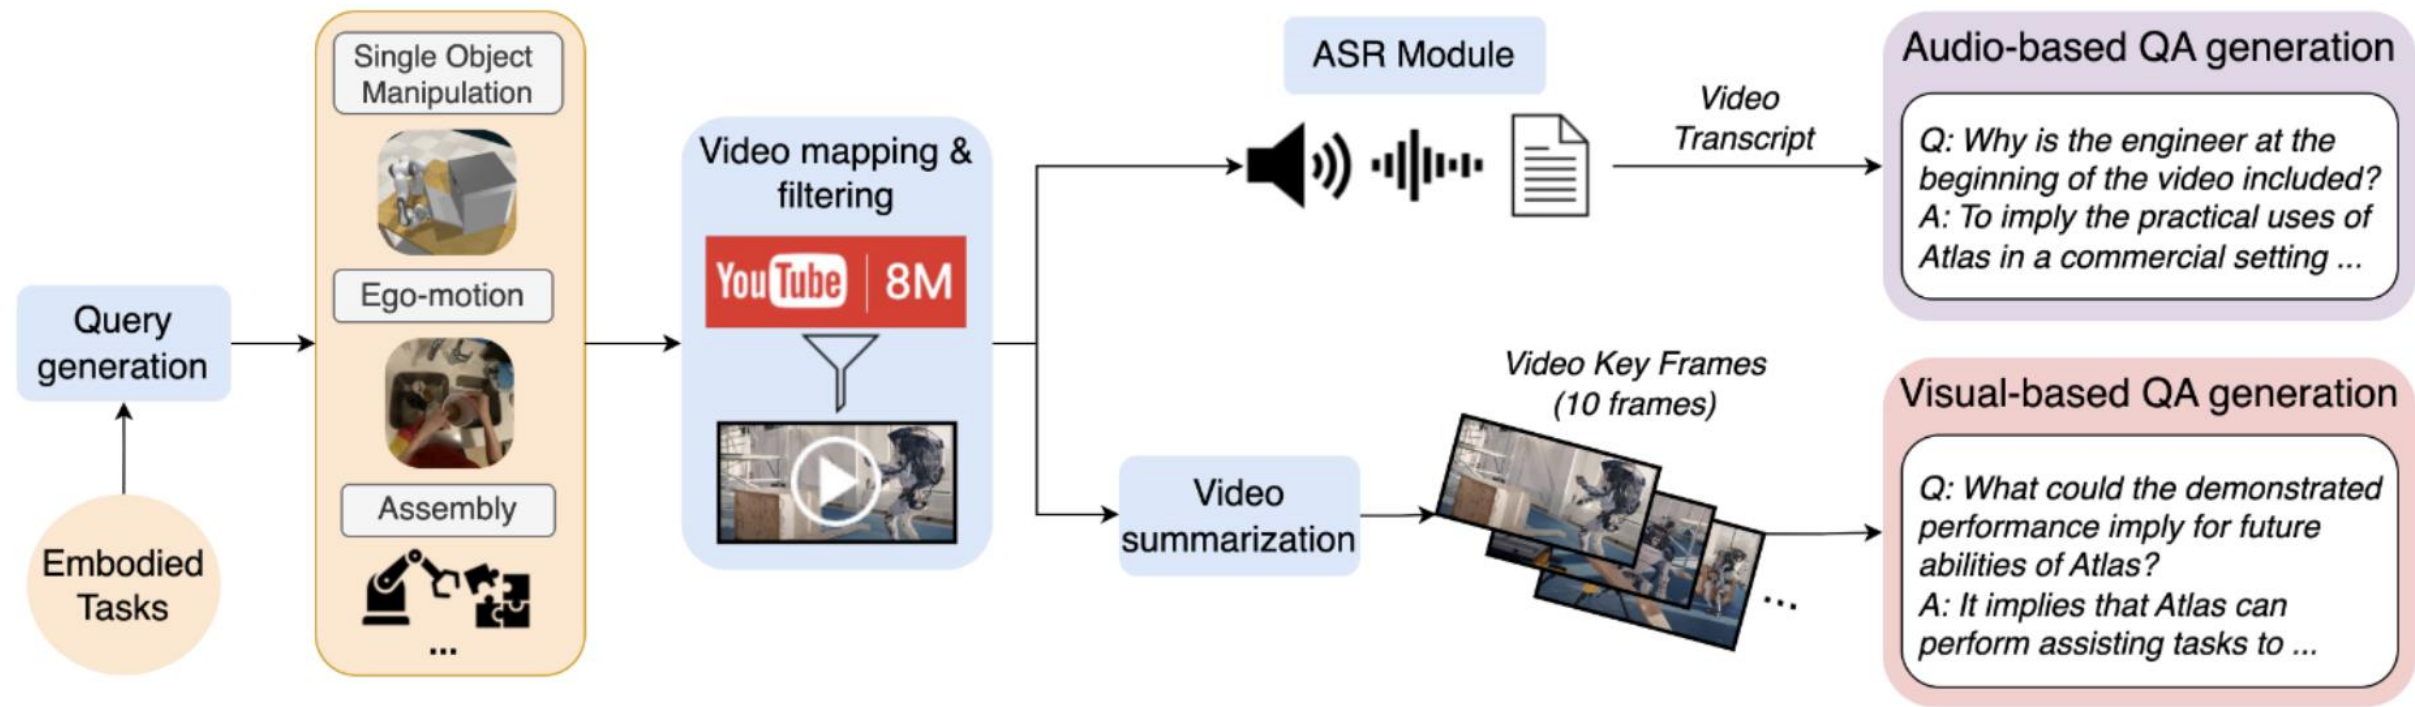 Embodied
Tasks
Query
generation
Single Object
Manipulation
Ego-motion
Assembly
...
Video mapping &
filtering
YouTube | 8M
ASR Module
Video
Transcript
Audio-based QA generation
Q: Why is the engineer at the
beginning of the video included?
A: To imply the practical uses of
Atlas in a commercial setting ...
Video
summarization
Video Key Frames
(10 frames)
...
Visual-based QA generation
Q: What could the demonstrated
performance imply for future
abilities of Atlas?
A: It implies that Atlas can
perform assisting tasks to ...